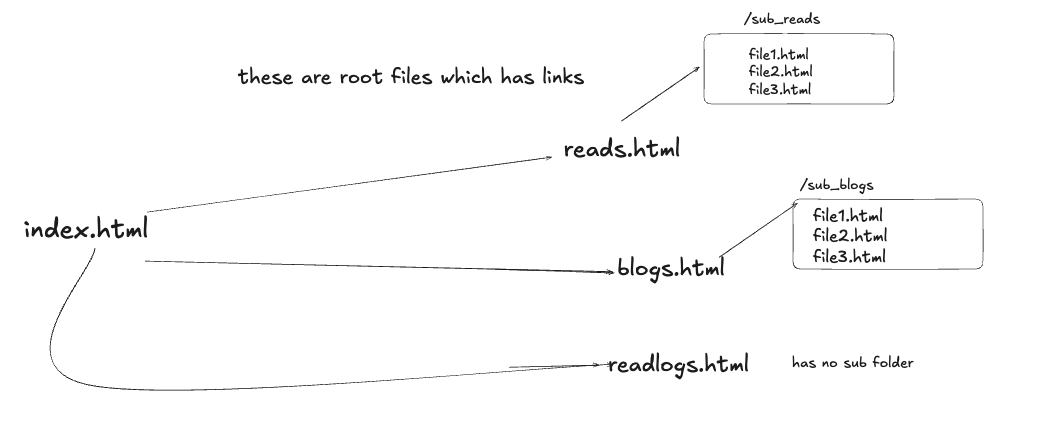 /sub_reads
file1.html
file2.html
file3.html
these are root files which has links
reads.html
/sub_blogs
file1.html
file2.html
file3.html
index.html
blogs.html
readlogs.html
has no sub folder